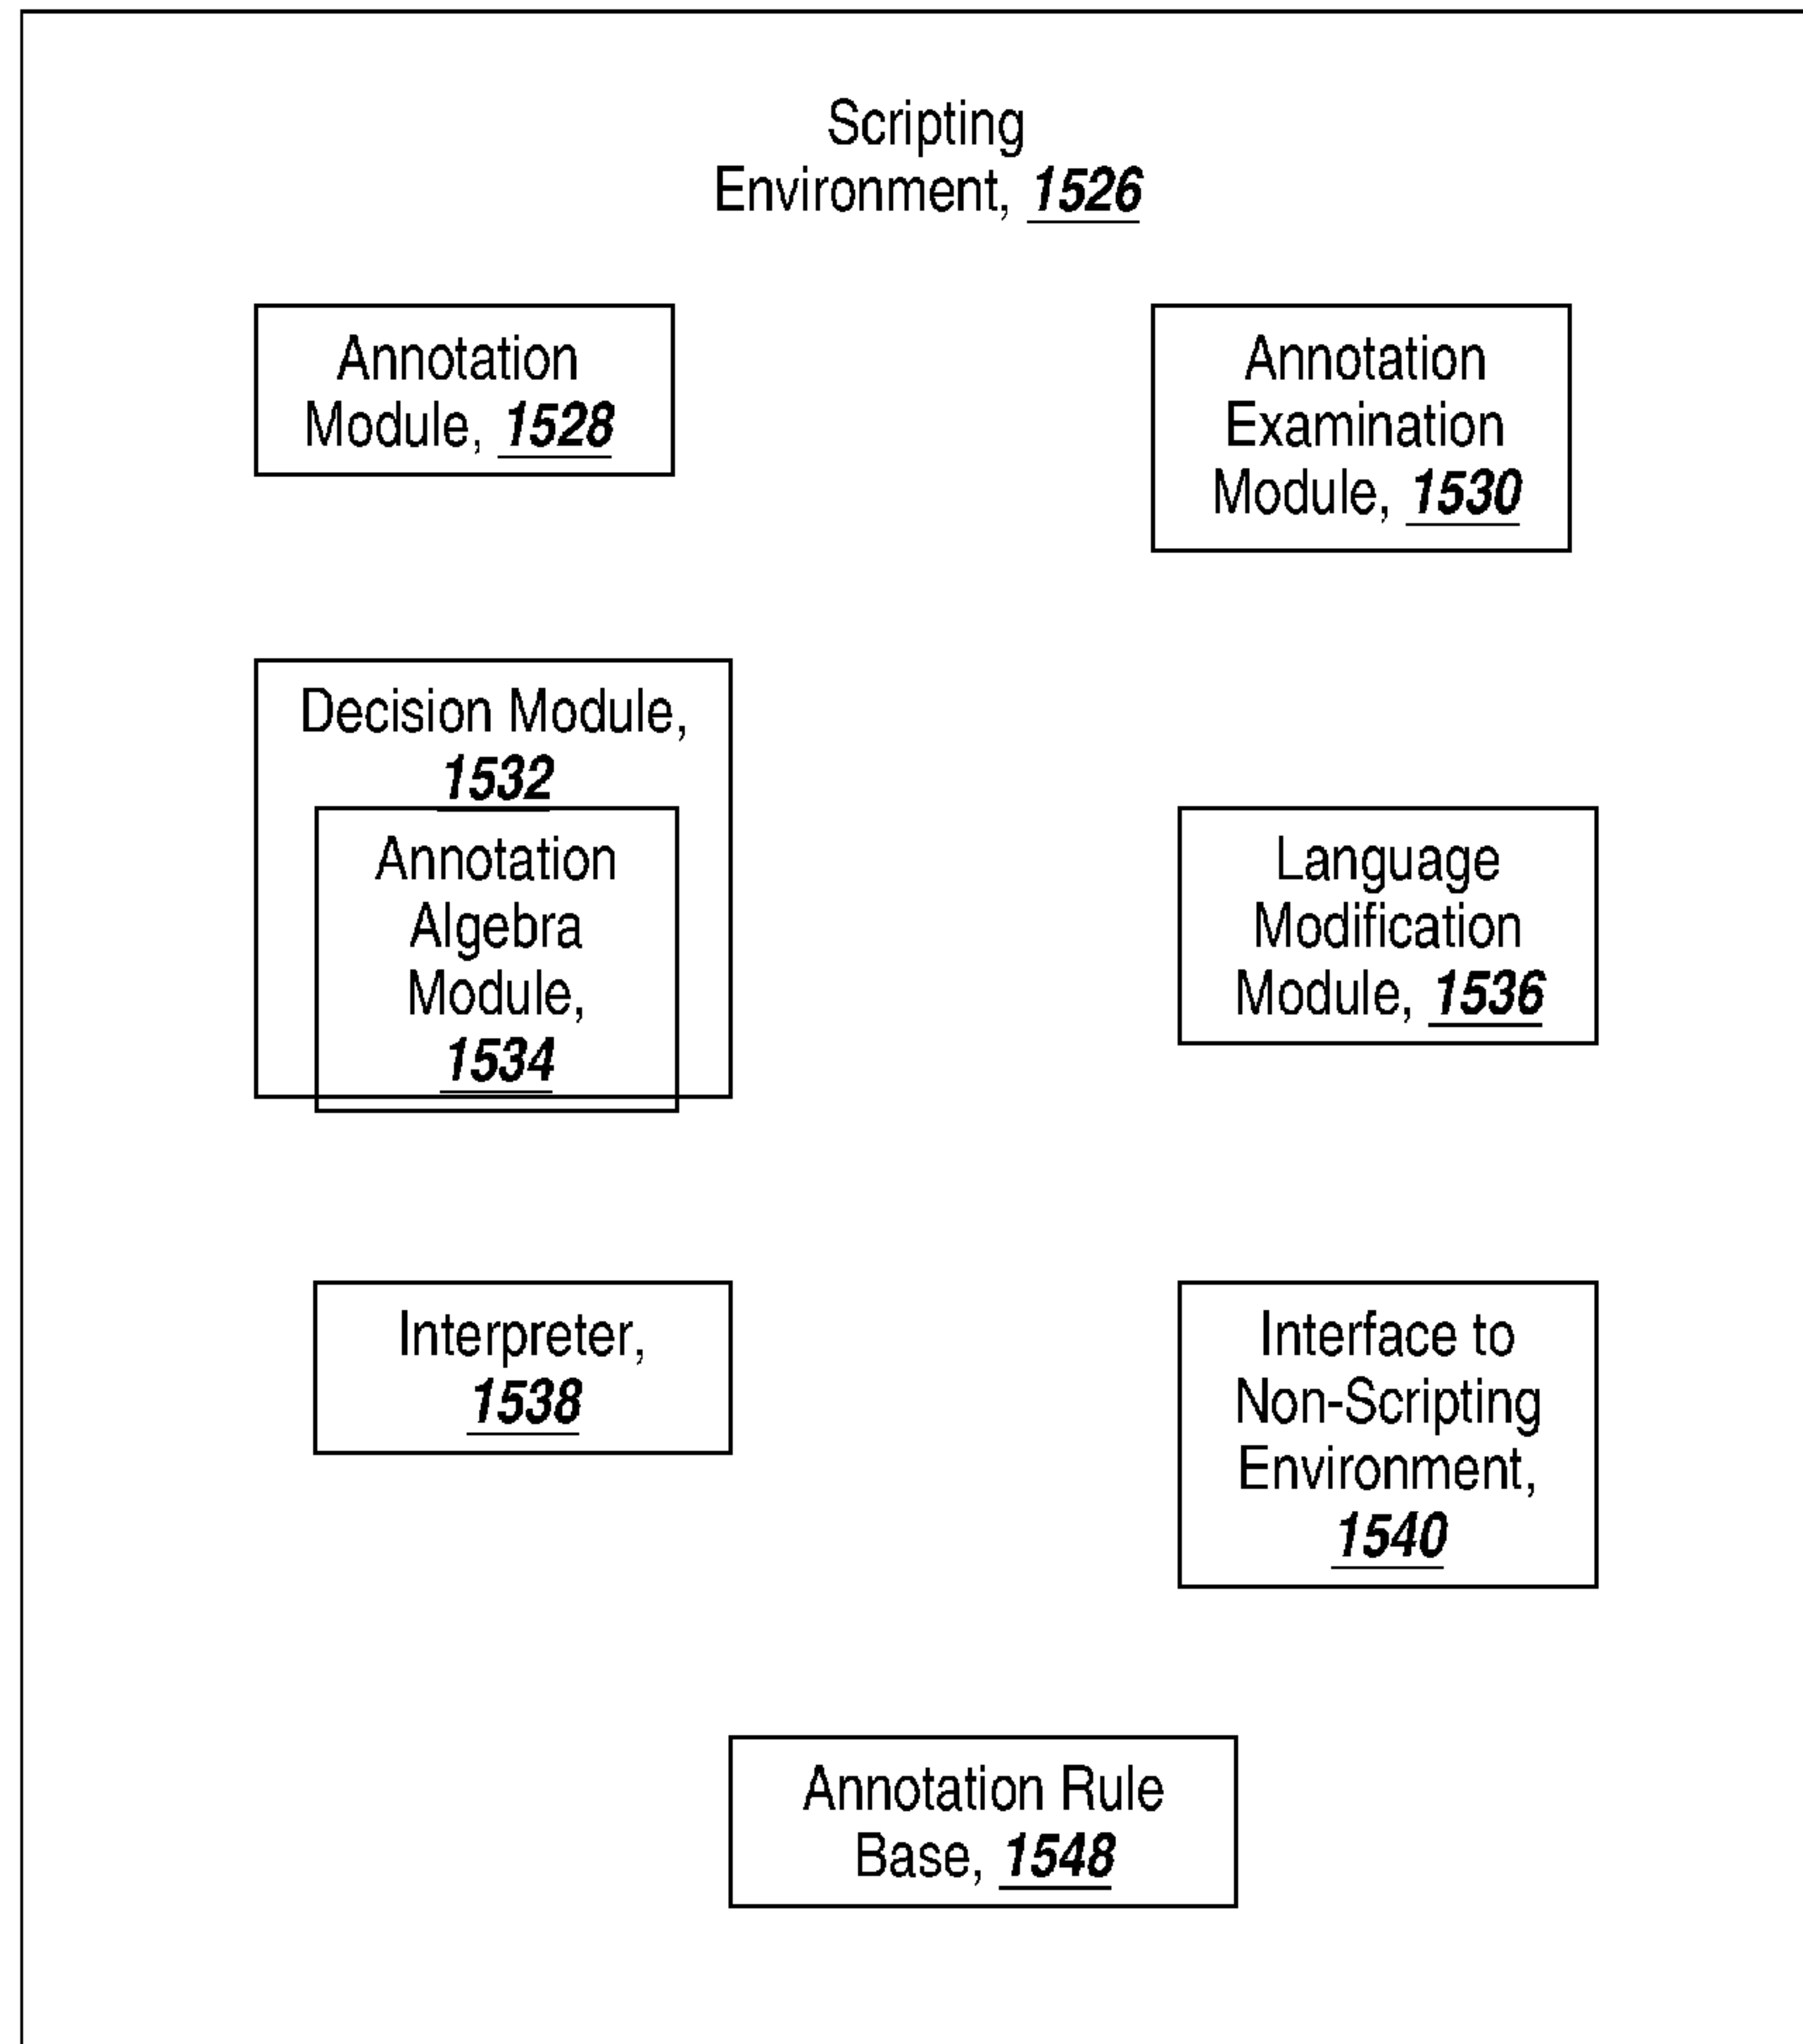 Scripting
Environment, 1526
Annotation
Module, 1528
Annotation
Examination
Module, 1530
Decision Module,
1532
Annotation
Algebra
Module,
1534
Language
Modification
Module, 1536
Interpreter,
1538
Interface to
Non-Scripting
Environment,
1540
Annotation Rule
Base, 1548